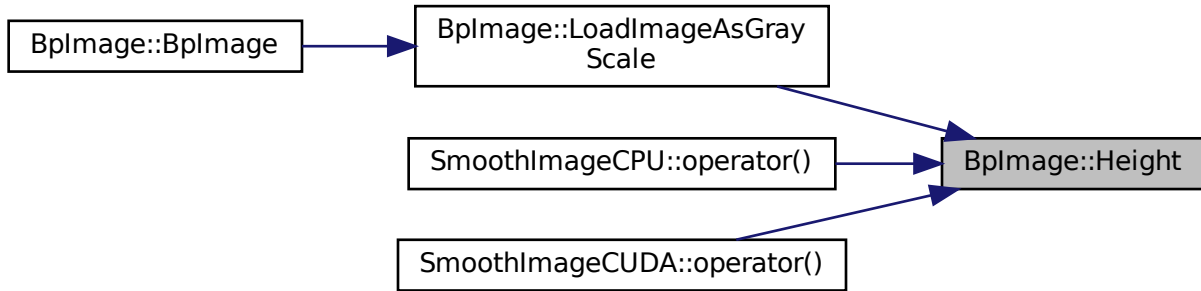 BpImage::BpImage
BpImage::LoadImageAsGray
Scale
SmoothImageCPU::operator()
BpImage::Height
SmoothImageCUDA::operator()